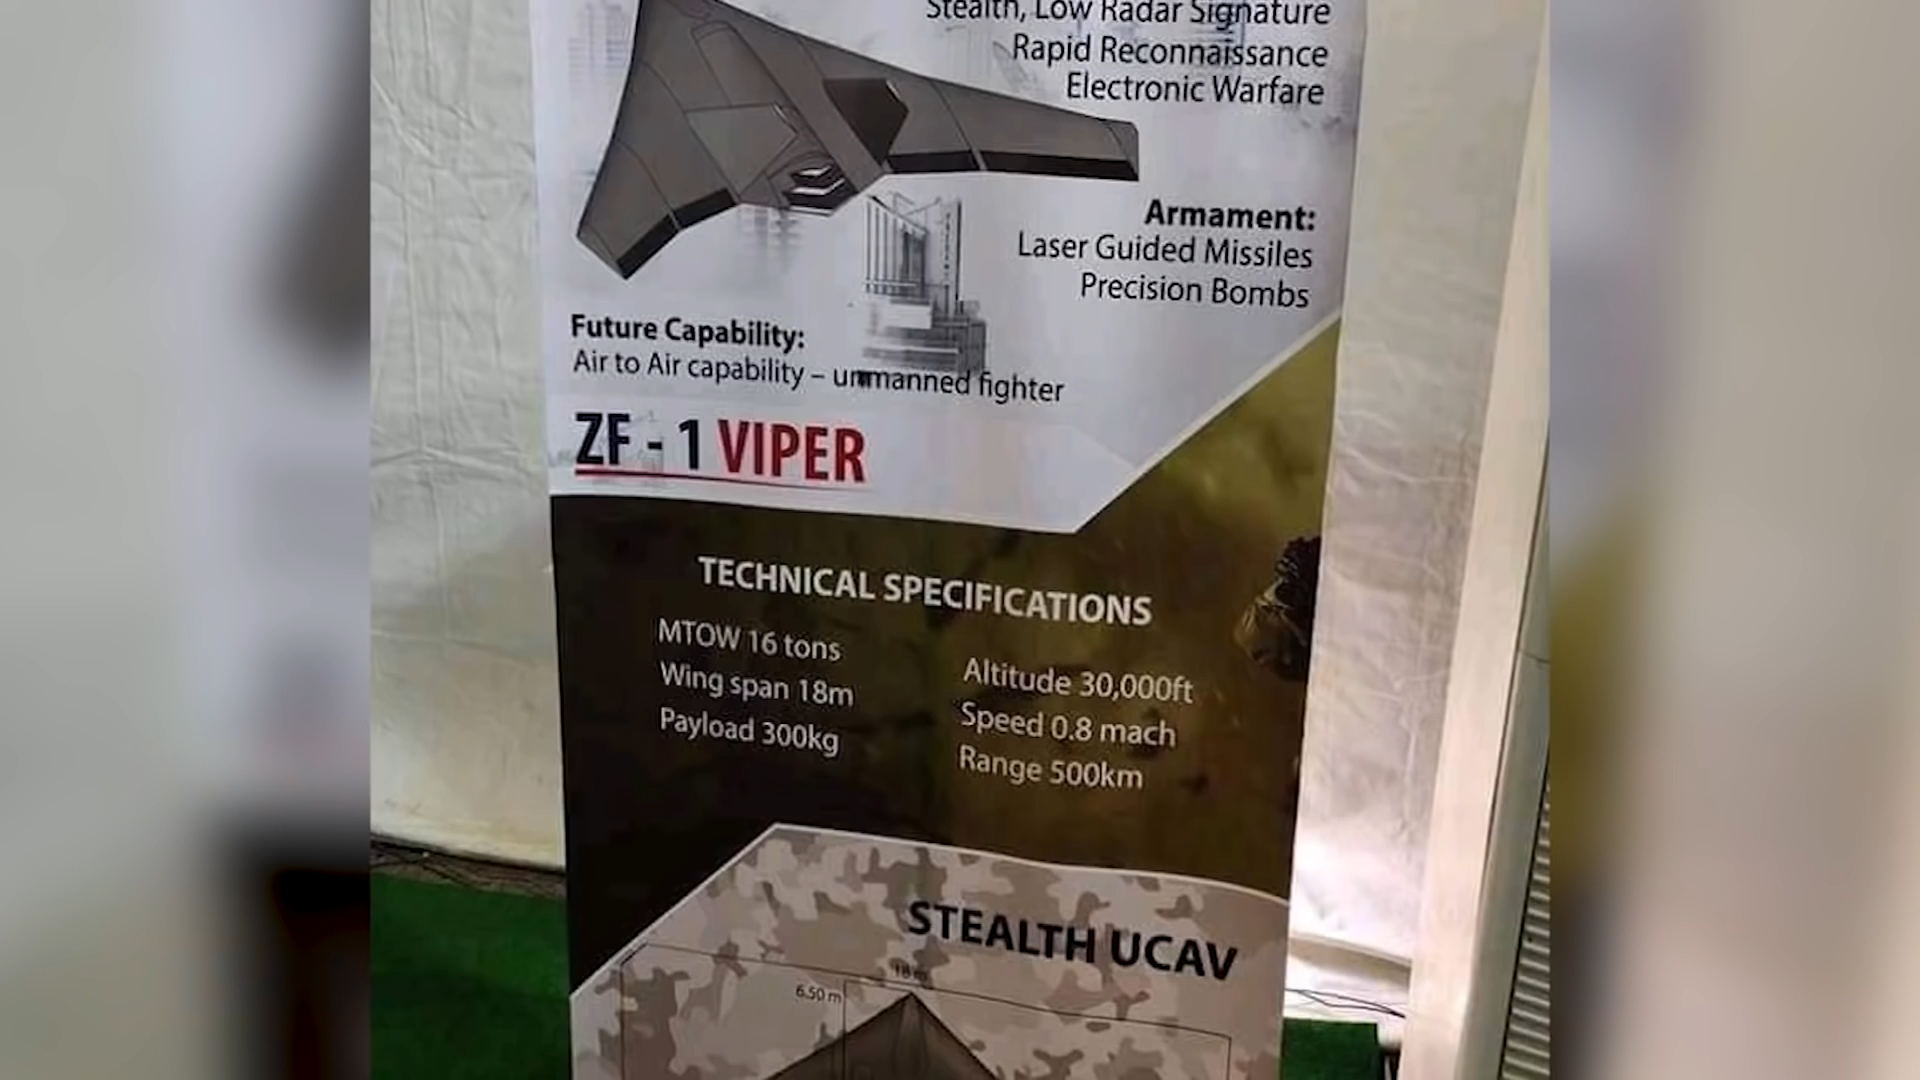 Stealth, Low Radar Signature
Rapid Reconnaissance
Electronic Warfare
Armament:
Laser Guided Missiles
Precision Bombs
Future Capability:
Air to Air capability – unmanned fighter
ZF - 1 VIPER
TECHNICAL SPECIFICATIONS
MTOW 16 tons
Wing span 18m
Payload 300kg
Altitude 30,000ft
Speed 0.8 mach
Range 500km
STEALTH UCAV
18 m
6.50 m